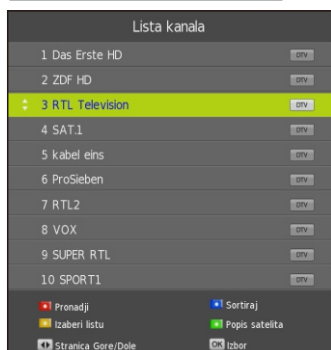 Lista kanala
1 Das Erste HD DTV
2 ZDF HD DTV
3 RTL Television DTV
4 SAT.1 DTV
5 kabel eins DTV
6 ProSieben DTV
7 RTL2 DTV
8 VOX DTV
9 SUPER RTL DTV
10 SPORT1 DTV
Pronadji Sortiraj
Izaberi listu Popis satelita
Stranica Gore/Dole OK Izbor